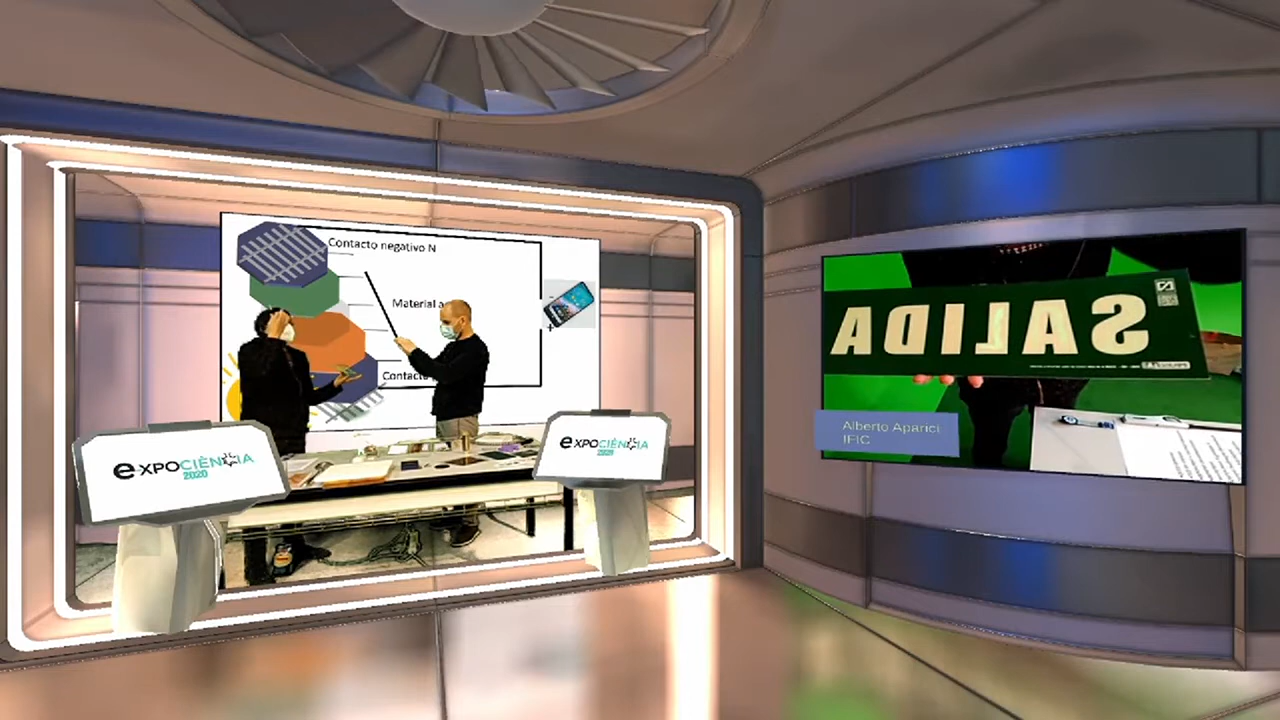 Contacto negativo N
Material a
Contacto
eXPOCIÈNCIA
2020
eXPOCIÈNCIA
2020
SALIDA
Alberto Aparici
IFIC